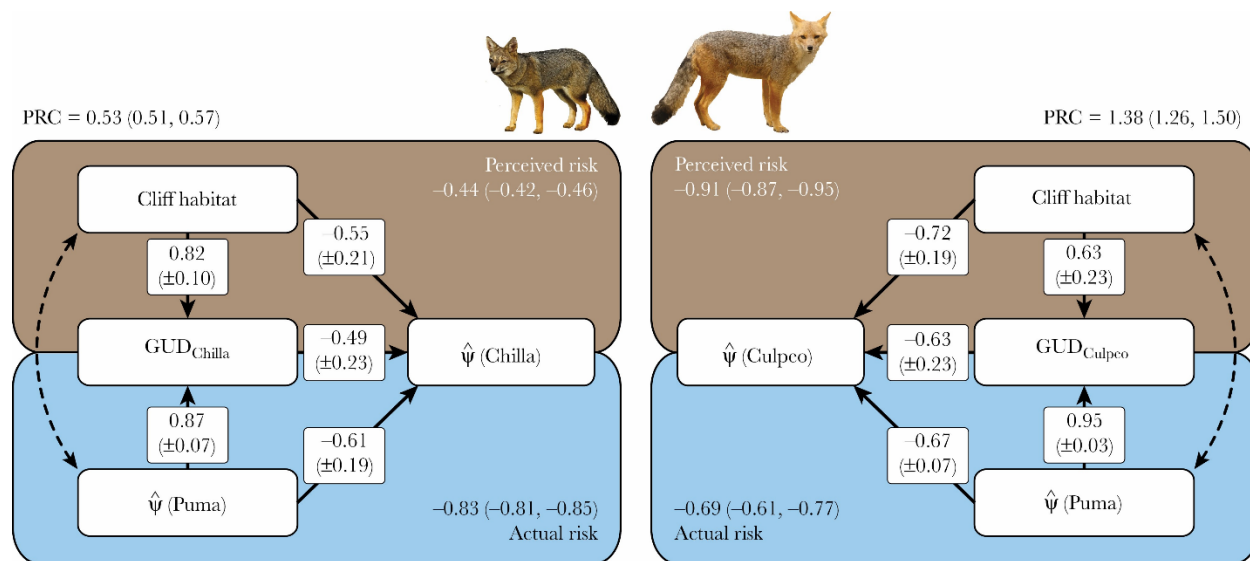 PRC = 0.53 (0.51, 0.57)
Perceived risk
–0.44 (–0.42, –0.46)
Cliff habitat
0.82
(±0.10)
–0.55
(±0.21)
GUD Chilla
–0.49
(±0.23)
ψ̂ (Chilla)
0.87
(±0.07)
–0.61
(±0.19)
ψ̂ (Puma)
–0.83 (–0.81, –0.85)
Actual risk
PRC = 1.38 (1.26, 1.50)
Perceived risk
–0.91 (–0.87, –0.95)
Cliff habitat
–0.72
(±0.19)
0.63
(±0.23)
ψ̂ (Culpeo)
–0.63
(±0.23)
GUD Culpeo
–0.67
(±0.07)
0.95
(±0.03)
–0.69 (–0.61, –0.77)
Actual risk
ψ̂ (Puma)